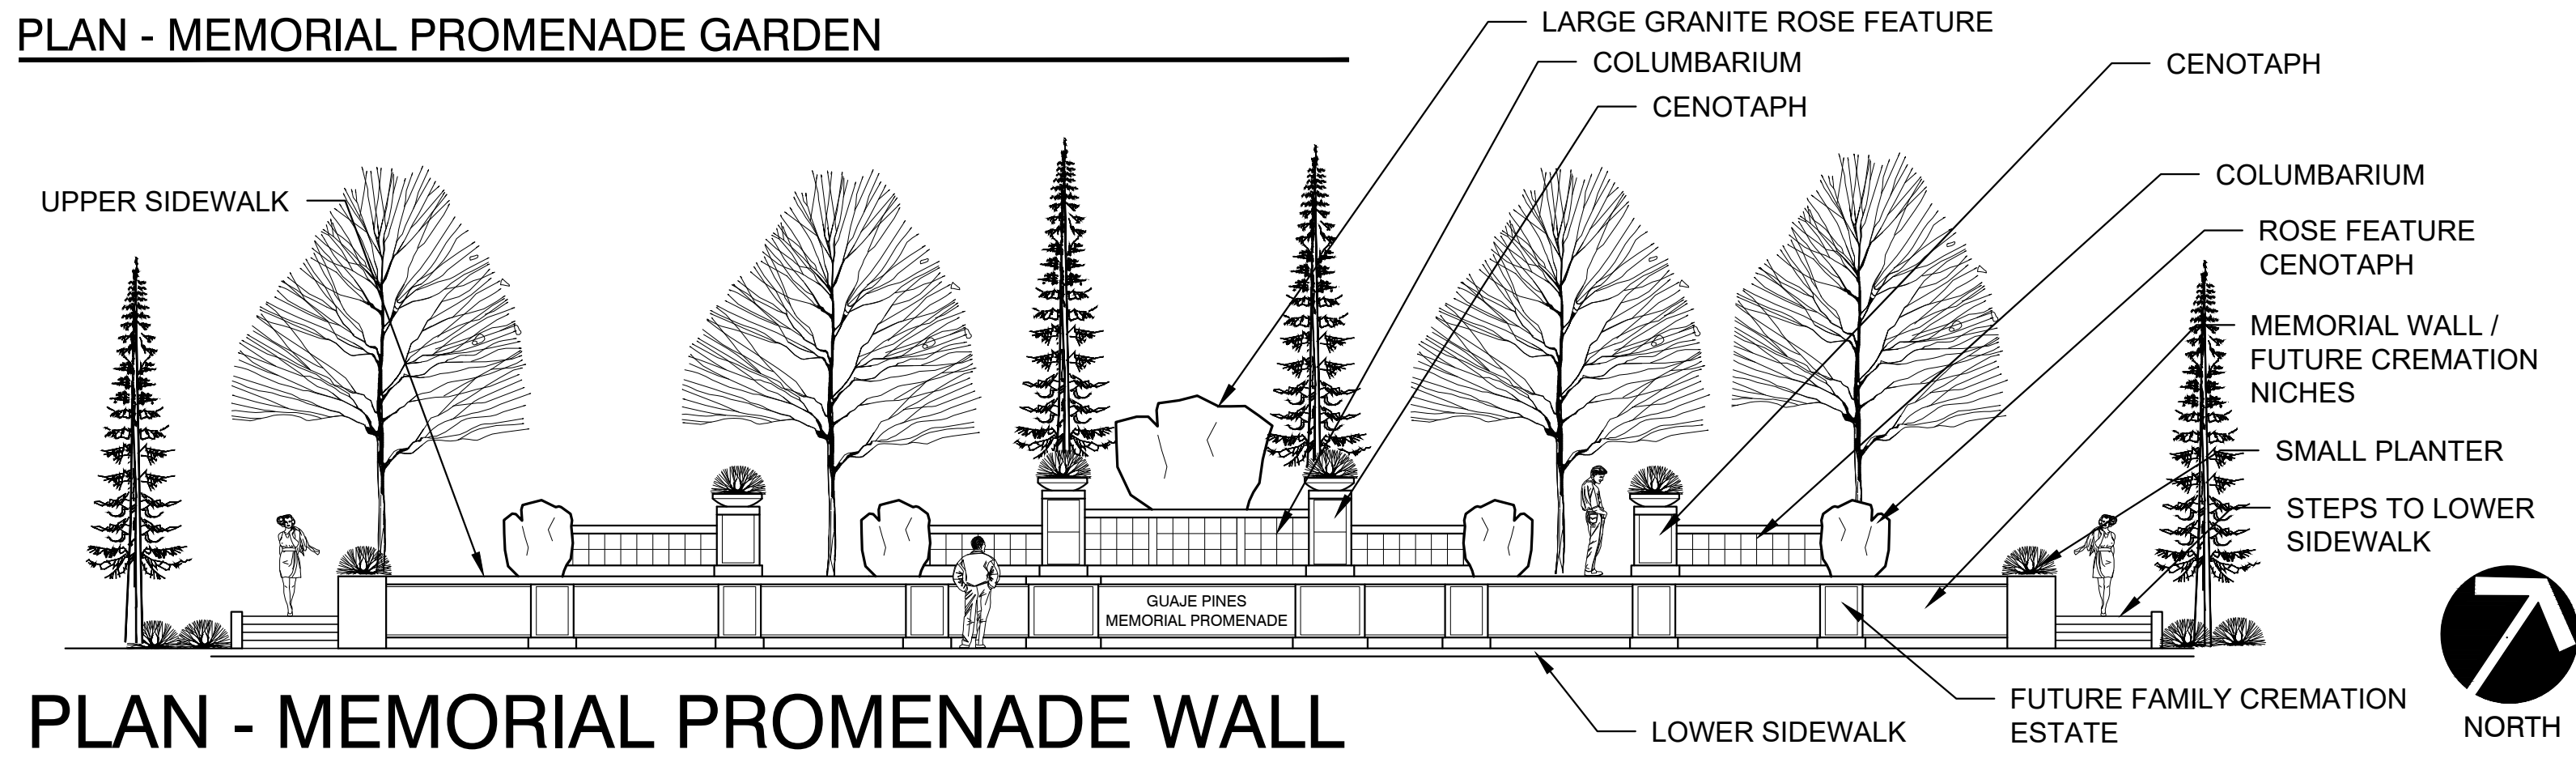 PLAN - MEMORIAL PROMENADE GARDEN
LARGE GRANITE ROSE FEATURE
COLUMBARIUM
CENOTAPH
CENOTAPH
UPPER SIDEWALK
COLUMBARIUM
ROSE FEATURE
CENOTAPH
MEMORIAL WALL /
FUTURE CREMATION
NICHES
SMALL PLANTER
STEPS TO LOWER
SIDEWALK
GUAJE PINES
MEMORIAL PROMENADE
FUTURE FAMILY CREMATION
ESTATE
LOWER SIDEWALK
NORTH
PLAN - MEMORIAL PROMENADE WALL